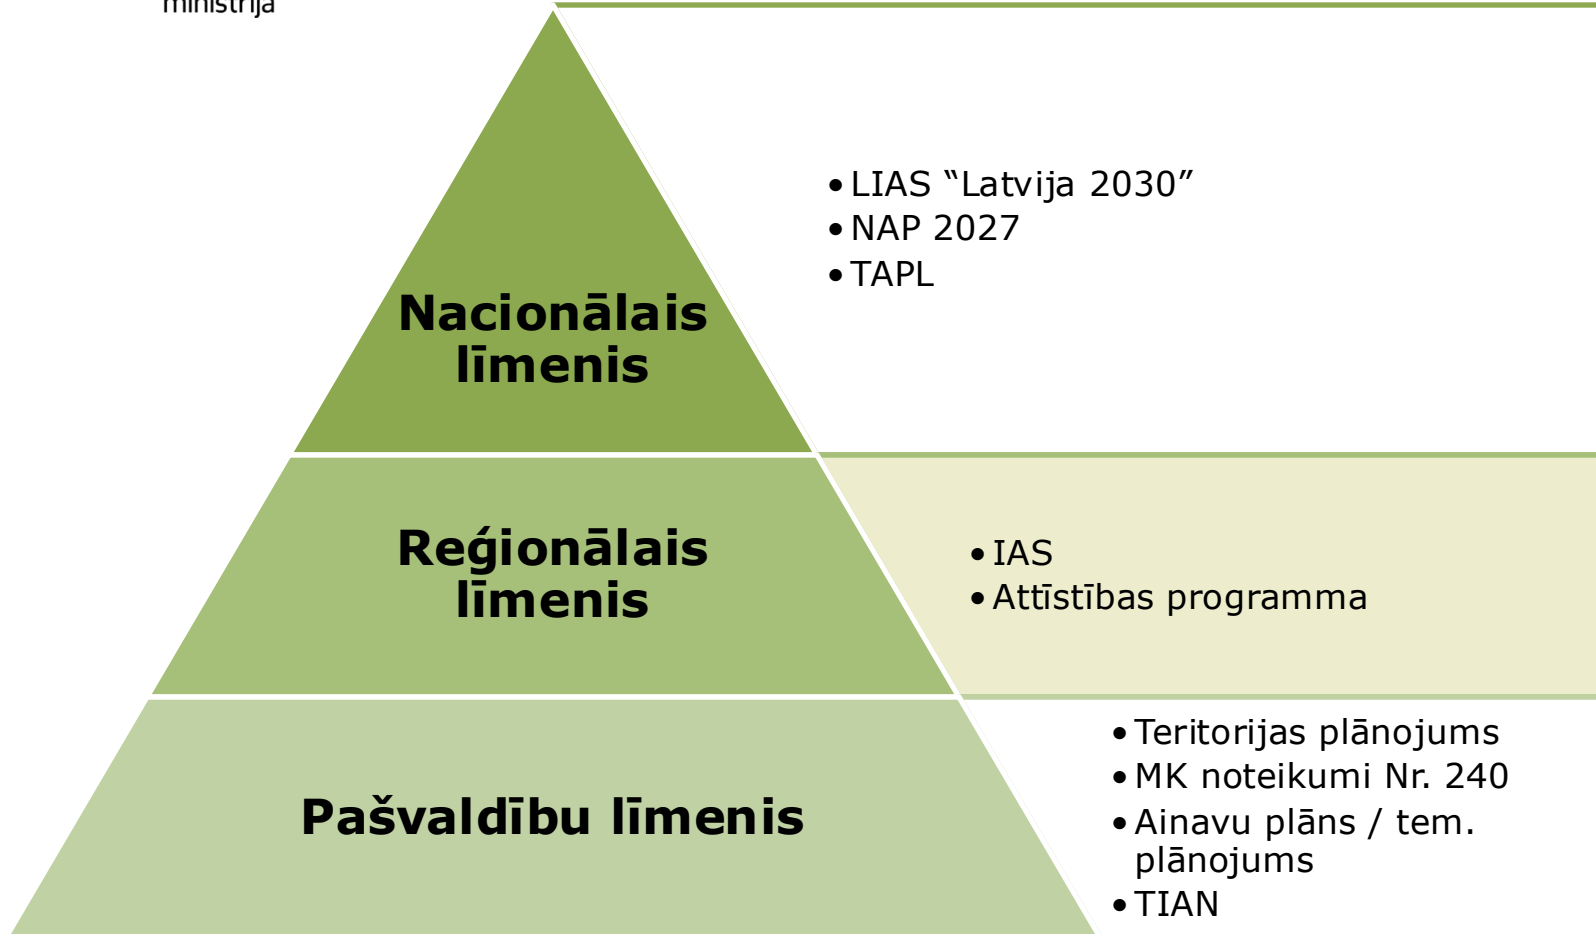 ministrija
• LIAS “Latvija 2030”
• NAP 2027
• TAPL
Nacionālais
līmenis
Reģionālais
līmenis
• IAS
• Attīstības programma
Pašvaldību līmenis
• Teritorijas plānojums
• MK noteikumi Nr. 240
• Ainavu plāns / tem.
plānojums
• TIAN